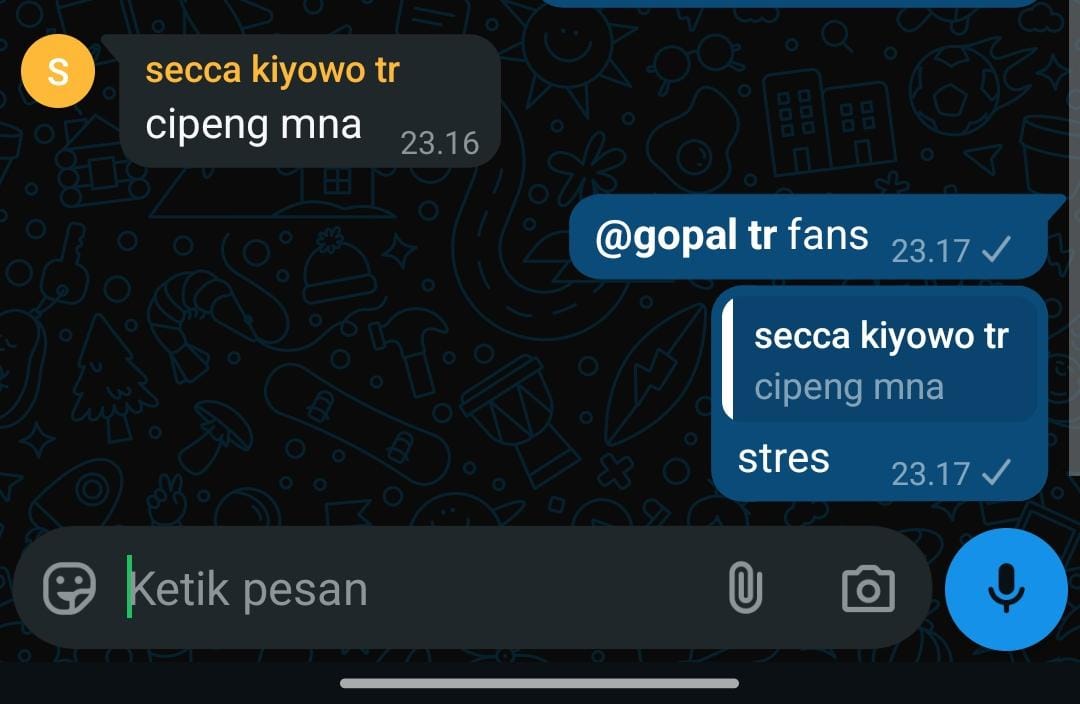 S
secca kiyowo tr
cipeng mna 23.16
@gopal tr fans 23.17
secca kiyowo tr
cipeng mna
stres 23.17
Ketik pesan